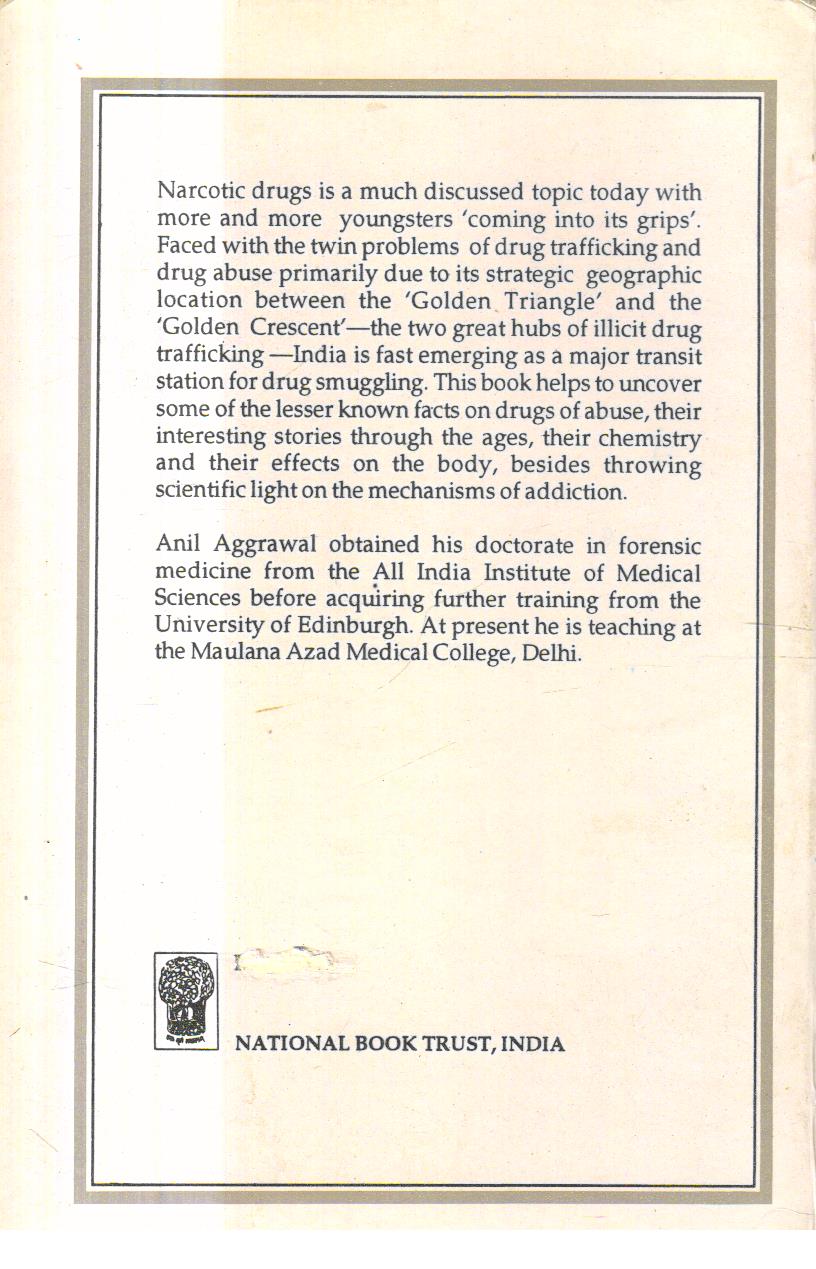 Narcotic drugs is a much discussed topic today with
more and more youngsters ‘coming into its grips’.
Faced with the twin problems of drug trafficking and
drug abuse primarily due to its strategic geographic
location between the ‘Golden Triangle’ and the
‘Golden Crescent’—the two great hubs of illicit drug
trafficking —India is fast emerging as a major transit
station for drug smuggling. This book helps to uncover
some of the lesser known facts on drugs of abuse, their
interesting stories through the ages, their chemistry
and their effects on the body, besides throwing
scientific light on the mechanisms of addiction.
Anil Aggrawal obtained his doctorate in forensic
medicine from the All India Institute of Medical
Sciences before acquiring further training from the
University of Edinburgh. At present he is teaching at
the Maulana Azad Medical College, Delhi.
NATIONAL BOOK TRUST, INDIA